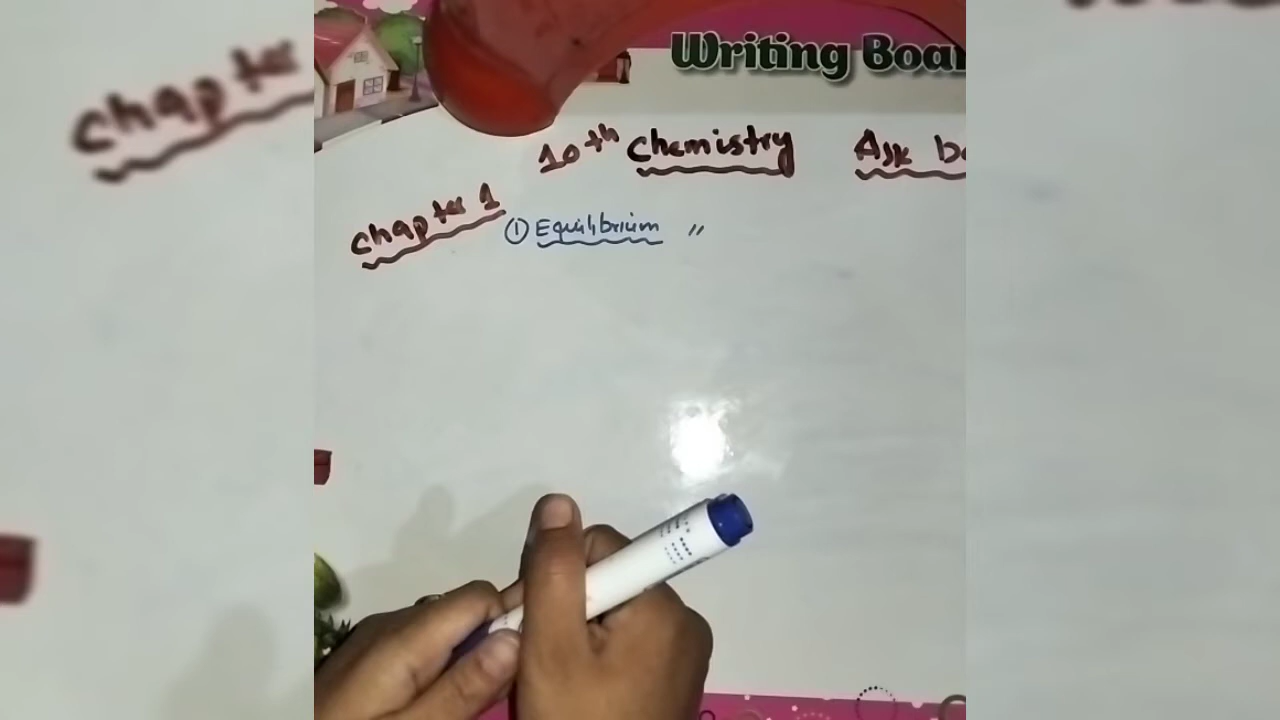 Writing Boar
10th Chemistry Ask
Chapter 1
① Equilibrium "